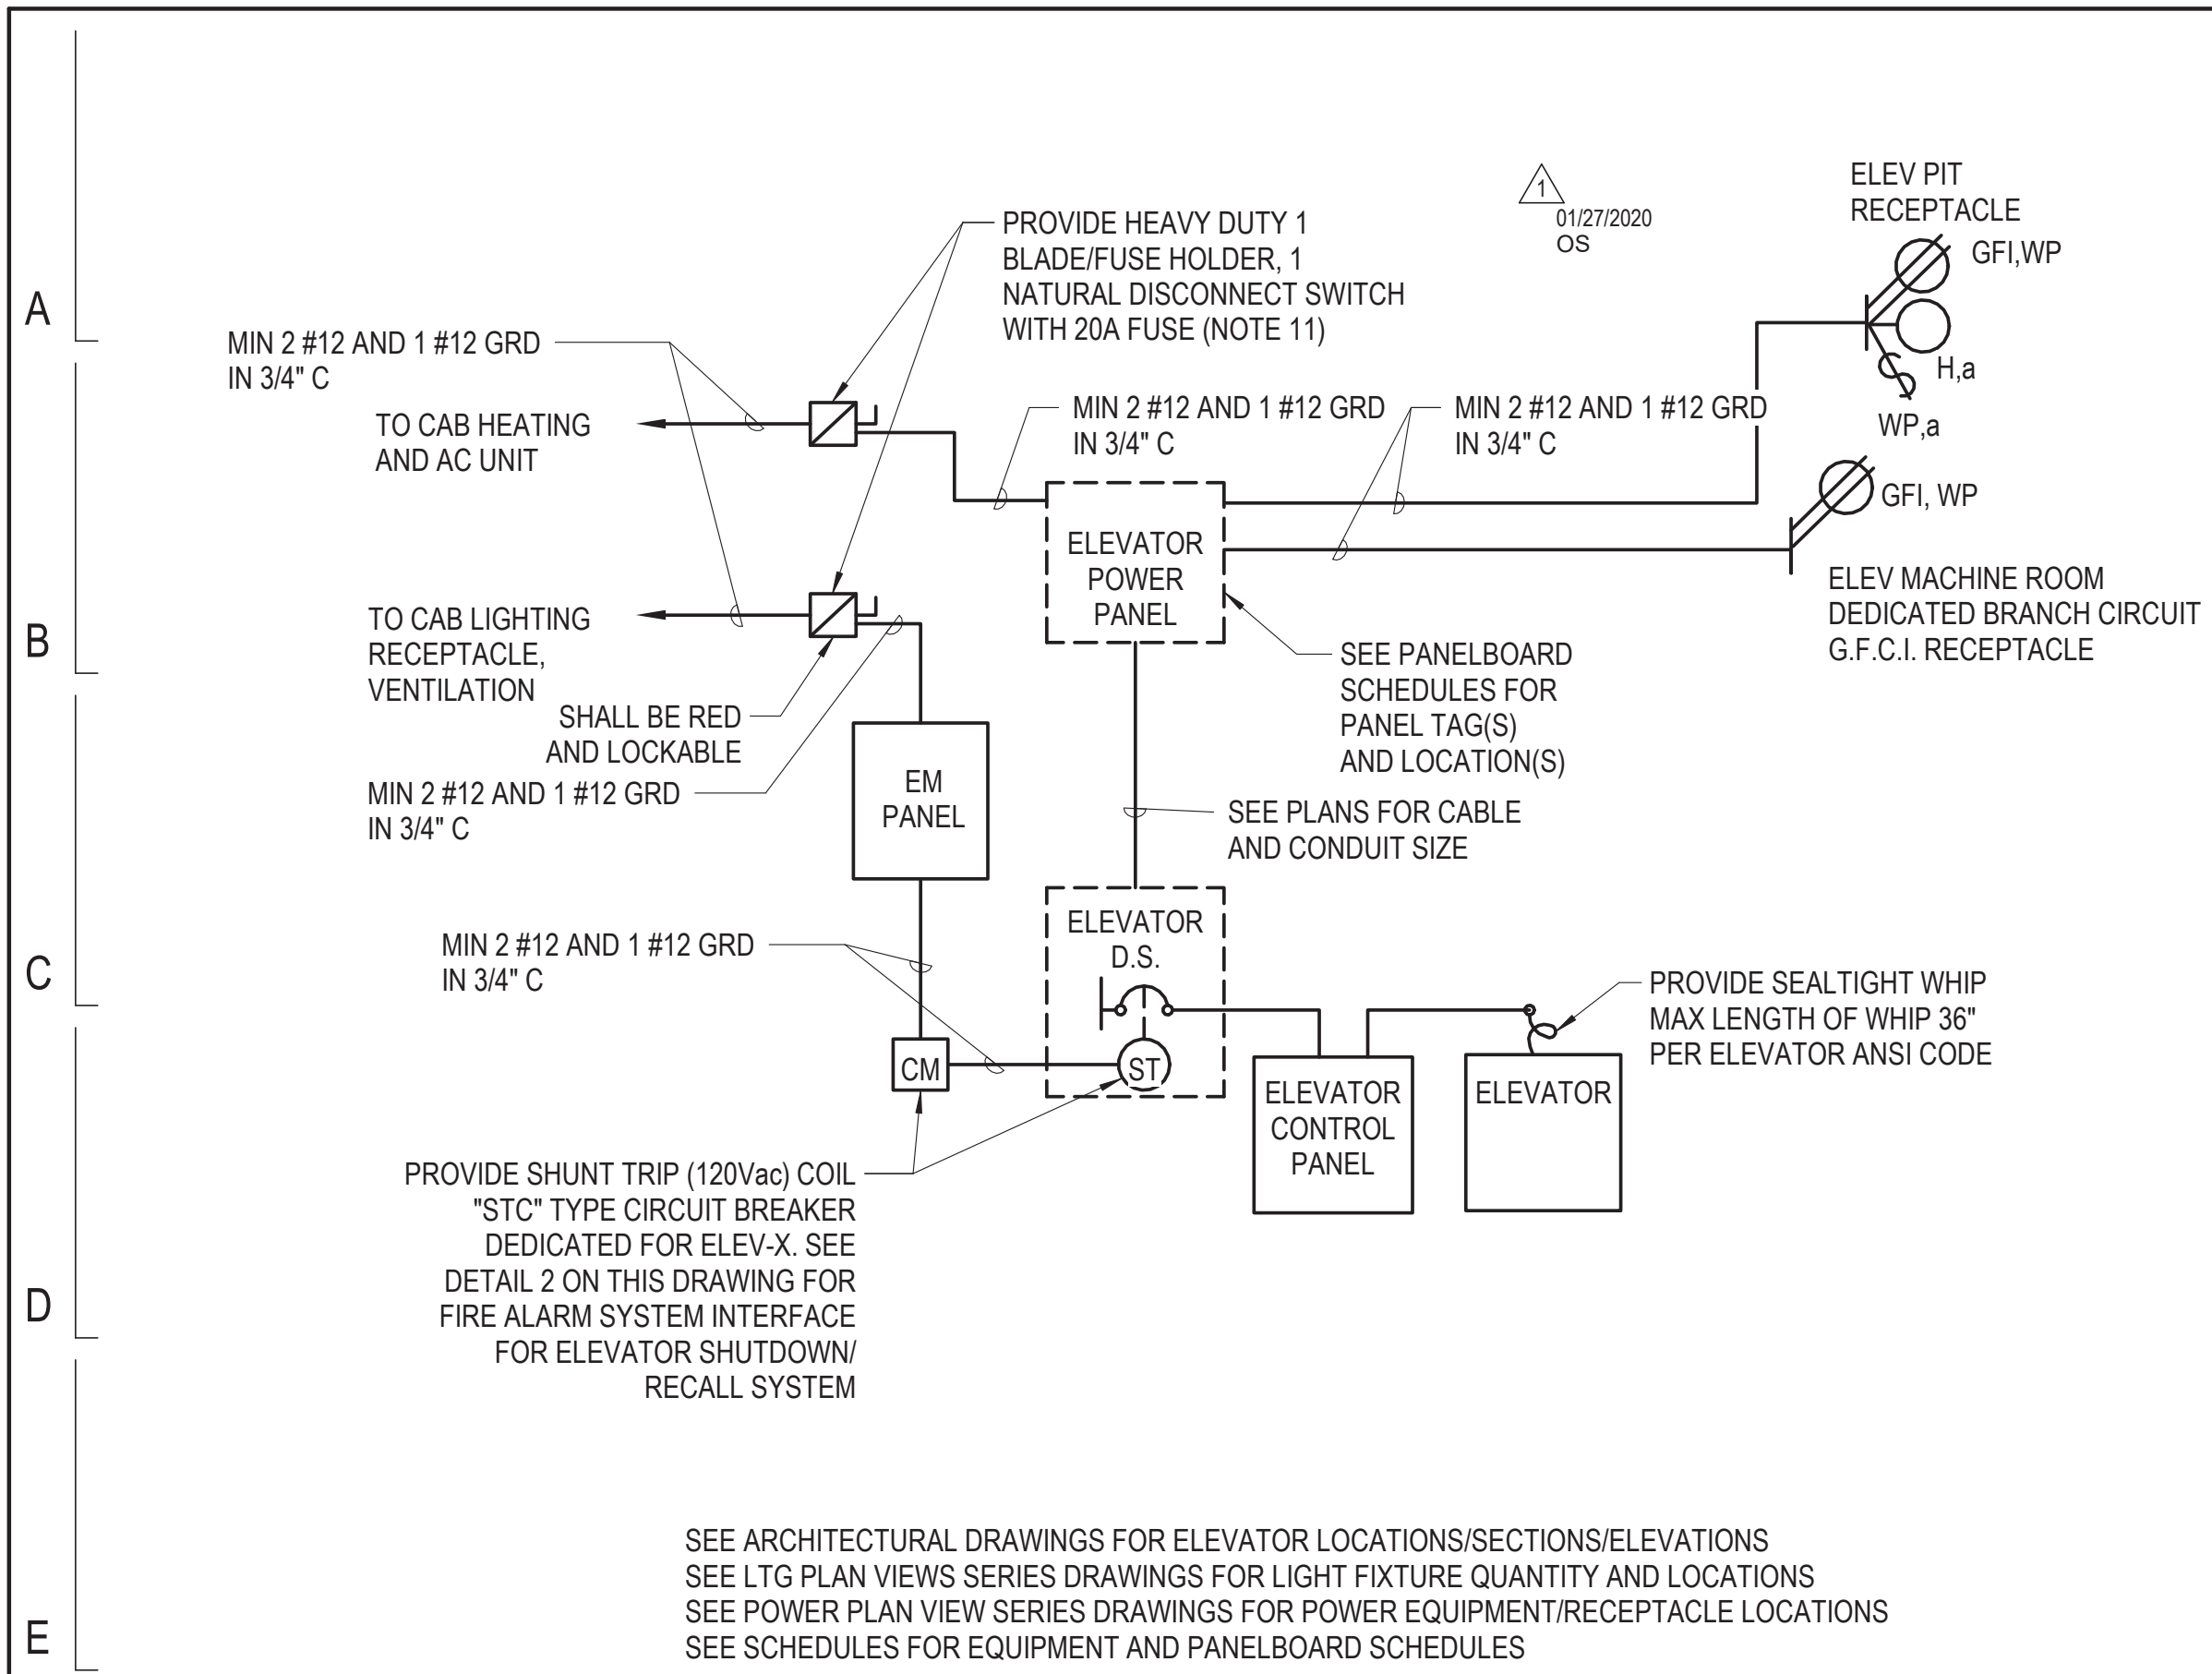 A
B
C
D
E
1
01/27/2020
OS
ELEV PIT
RECEPTACLE
GFI,WP
H,a
WP,a
PROVIDE HEAVY DUTY 1
BLADE/FUSE HOLDER, 1
NATURAL DISCONNECT SWITCH
WITH 20A FUSE (NOTE 11)
MIN 2 #12 AND 1 #12 GRD
IN 3/4" C
TO CAB HEATING
AND AC UNIT
MIN 2 #12 AND 1 #12 GRD
IN 3/4" C
MIN 2 #12 AND 1 #12 GRD
IN 3/4" C
GFI, WP
ELEV MACHINE ROOM
DEDICATED BRANCH CIRCUIT
G.F.C.I. RECEPTACLE
ELEVATOR
POWER
PANEL
TO CAB LIGHTING
RECEPTACLE,
VENTILATION
SHALL BE RED
AND LOCKABLE
SEE PANELBOARD
SCHEDULES FOR
PANEL TAG(S)
AND LOCATION(S)
MIN 2 #12 AND 1 #12 GRD
IN 3/4" C
EM
PANEL
SEE PLANS FOR CABLE
AND CONDUIT SIZE
MIN 2 #12 AND 1 #12 GRD
IN 3/4" C
ELEVATOR
D.S.
CM
ST
PROVIDE SEALTIGHT WHIP
MAX LENGTH OF WHIP 36"
PER ELEVATOR ANSI CODE
ELEVATOR
CONTROL
PANEL
ELEVATOR
PROVIDE SHUNT TRIP (120Vac) COIL
"STC" TYPE CIRCUIT BREAKER
DEDICATED FOR ELEV-X. SEE
DETAIL 2 ON THIS DRAWING FOR
FIRE ALARM SYSTEM INTERFACE
FOR ELEVATOR SHUTDOWN/
RECALL SYSTEM
SEE ARCHITECTURAL DRAWINGS FOR ELEVATOR LOCATIONS/SECTIONS/ELEVATIONS
SEE LTG PLAN VIEWS SERIES DRAWINGS FOR LIGHT FIXTURE QUANTITY AND LOCATIONS
SEE POWER PLAN VIEW SERIES DRAWINGS FOR POWER EQUIPMENT/RECEPTACLE LOCATIONS
SEE SCHEDULES FOR EQUIPMENT AND PANELBOARD SCHEDULES